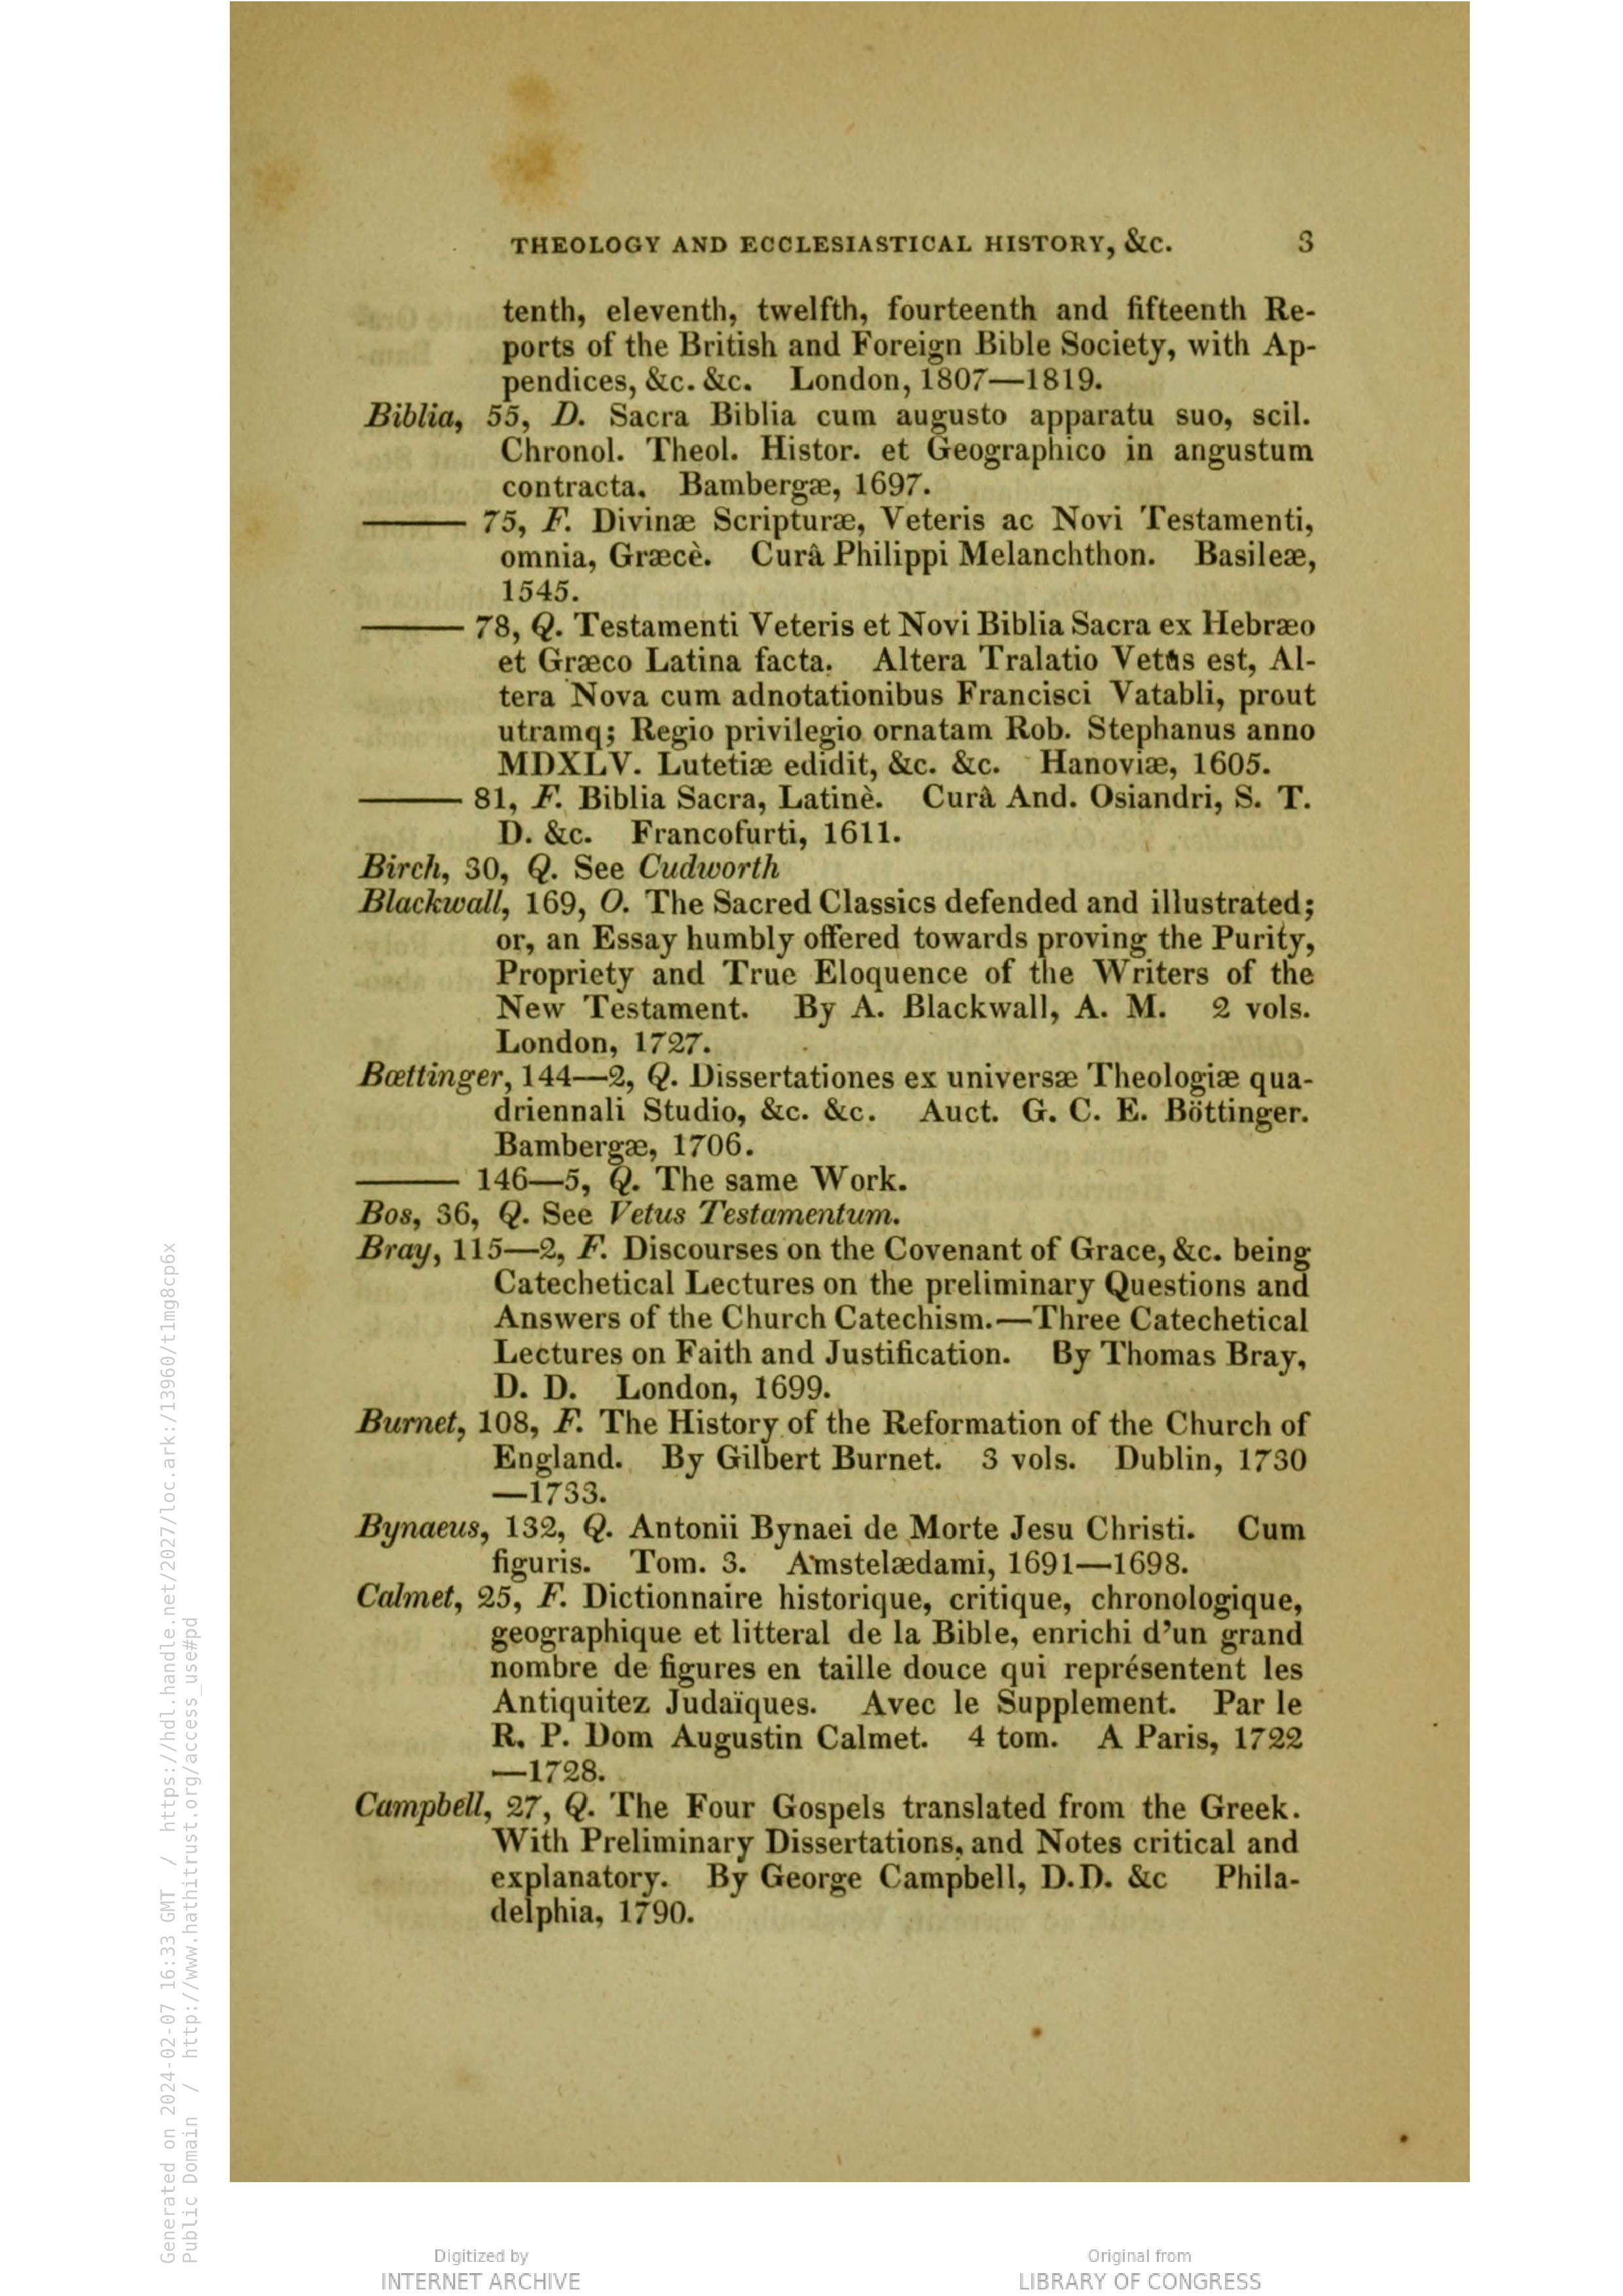 THEOLOGY AND ECCLESIASTICAL HISTORY, &c. 3
tenth, eleventh, twelfth, fourteenth and fifteenth Re-
ports of the British and Foreign Bible Society, with Ap-
pendices, &c. &c. London, 1807—1819.
Biblia, 55, D. Sacra Biblia cum augusto apparatu suo, scil.
Chronol. Theol. Histor. et Geographico in angustum
contracta. Bambergæ, 1697.
——— 75, F. Divinæ Scripturæ, Veteris ac Novi Testamenti,
omnia, Græcè. Curâ Philippi Melanchthon. Basileæ,
1545.
——— 78, Q. Testamenti Veteris et Novi Biblia Sacra ex Hebræo
et Græco Latina facta. Altera Tralatio Vetus est, Al-
tera Nova cum adnotationibus Francisci Vatabli, prout
utramq; Regio privilegio ornatam Rob. Stephanus anno
MDXLV. Lutetiæ edidit, &c. &c. Hanoviæ, 1605.
——— 81, F. Biblia Sacra, Latinè. Curâ And. Osiandri, S. T.
D. &c. Francofurti, 1611.
Birch, 30, Q. See Cudworth
Blackwall, 169, O. The Sacred Classics defended and illustrated;
or, an Essay humbly offered towards proving the Purity,
Propriety and True Eloquence of the Writers of the
New Testament. By A. Blackwall, A. M. 2 vols.
London, 1727.
Bœttinger, 144—2, Q. Dissertationes ex universæ Theologiæ qua-
driennali Studio, &c. &c. Auct. G. C. E. Böttinger.
Bambergæ, 1706.
——— 146—5, Q. The same Work.
Bos, 36, Q. See Vetus Testamentum.
Bray, 115—2, F. Discourses on the Covenant of Grace, &c. being
Catechetical Lectures on the preliminary Questions and
Answers of the Church Catechism.—Three Catechetical
Lectures on Faith and Justification. By Thomas Bray,
D. D. London, 1699.
Burnet, 108, F. The History of the Reformation of the Church of
England. By Gilbert Burnet. 3 vols. Dublin, 1730
—1733.
Bynaeus, 132, Q. Antonii Bynaei de Morte Jesu Christi. Cum
figuris. Tom. 3. Amstelædami, 1691—1698.
Calmet, 25, F. Dictionnaire historique, critique, chronologique,
geographique et litteral de la Bible, enrichi d'un grand
nombre de figures en taille douce qui représentent les
Antiquitez Judaïques. Avec le Supplement. Par le
R. P. Dom Augustin Calmet. 4 tom. A Paris, 1722
—1728.
Campbell, 27, Q. The Four Gospels translated from the Greek.
With Preliminary Dissertations, and Notes critical and
explanatory. By George Campbell, D.D. &c Phila-
delphia, 1790.
Generated on 2024-02-07 16:33 GMT / https://hdl.handle.net/2027/loc.ark:/13960/t1mg8cp6x
Public Domain / http://www.hathitrust.org/access_use#pd
Digitized by
INTERNET ARCHIVE
Original from
LIBRARY OF CONGRESS